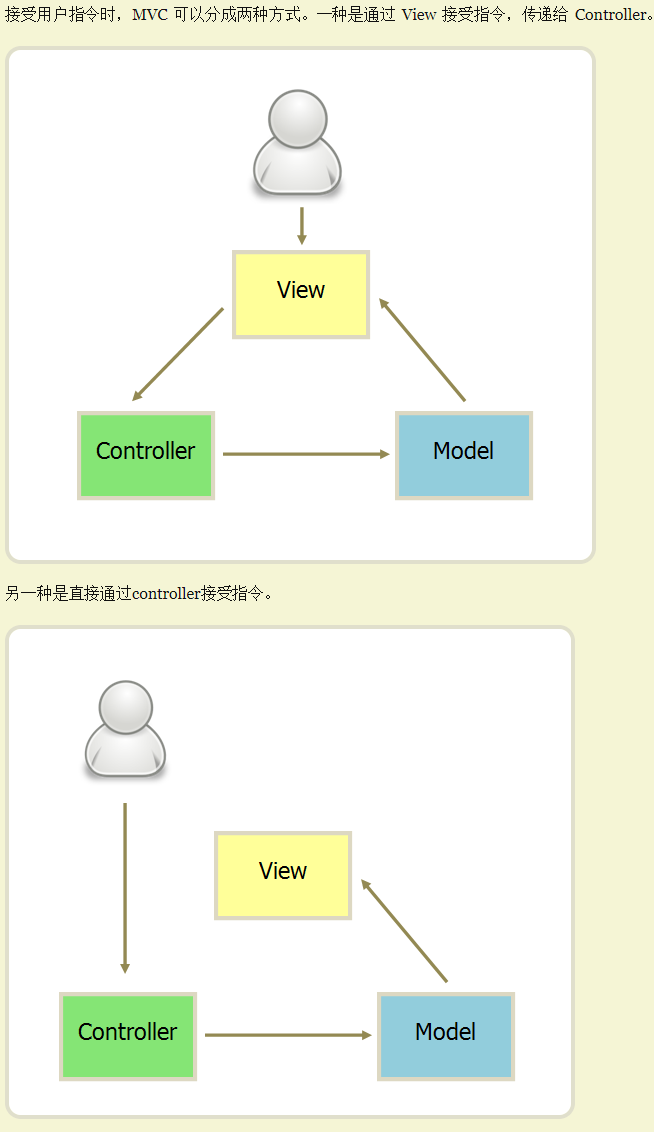 接受用户指令时，MVC 可以分成两种方式。一种是通过 View 接受指令，传递给 Controller。
View
Controller
Model
另一种是直接通过controller接受指令。
View
Controller
Model